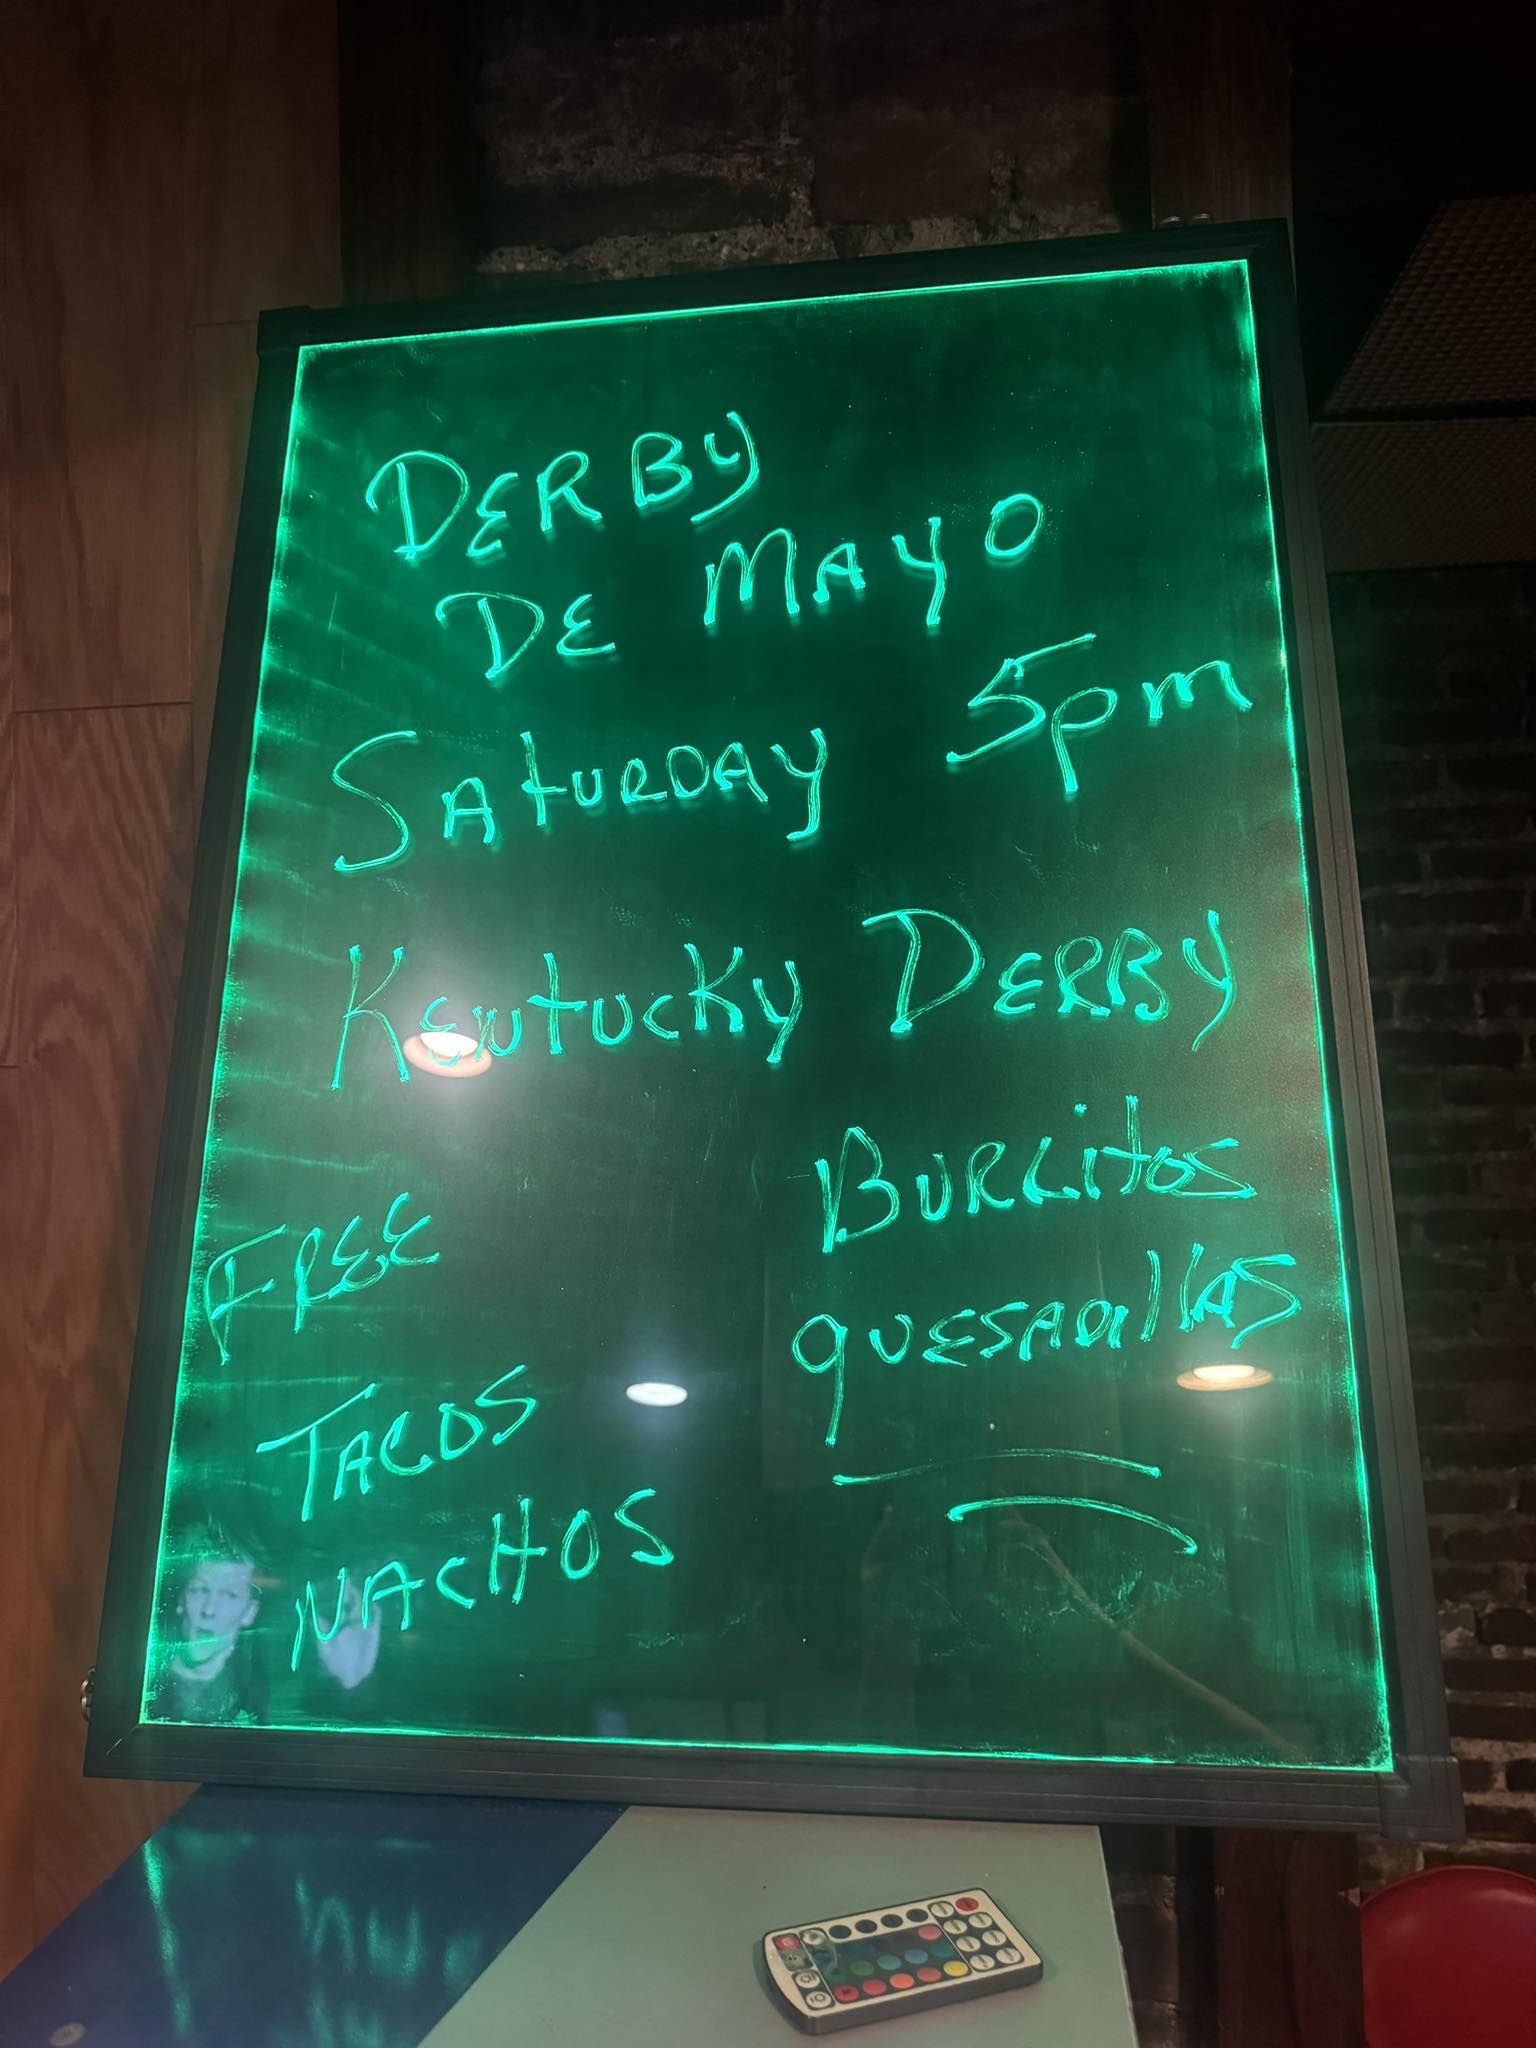 DERBY
DE MAYO
SATURDAY 5pm
Kentucky DERBY
FREE
TACOS
NACHOS
BURRITOS
QUESADILLAS